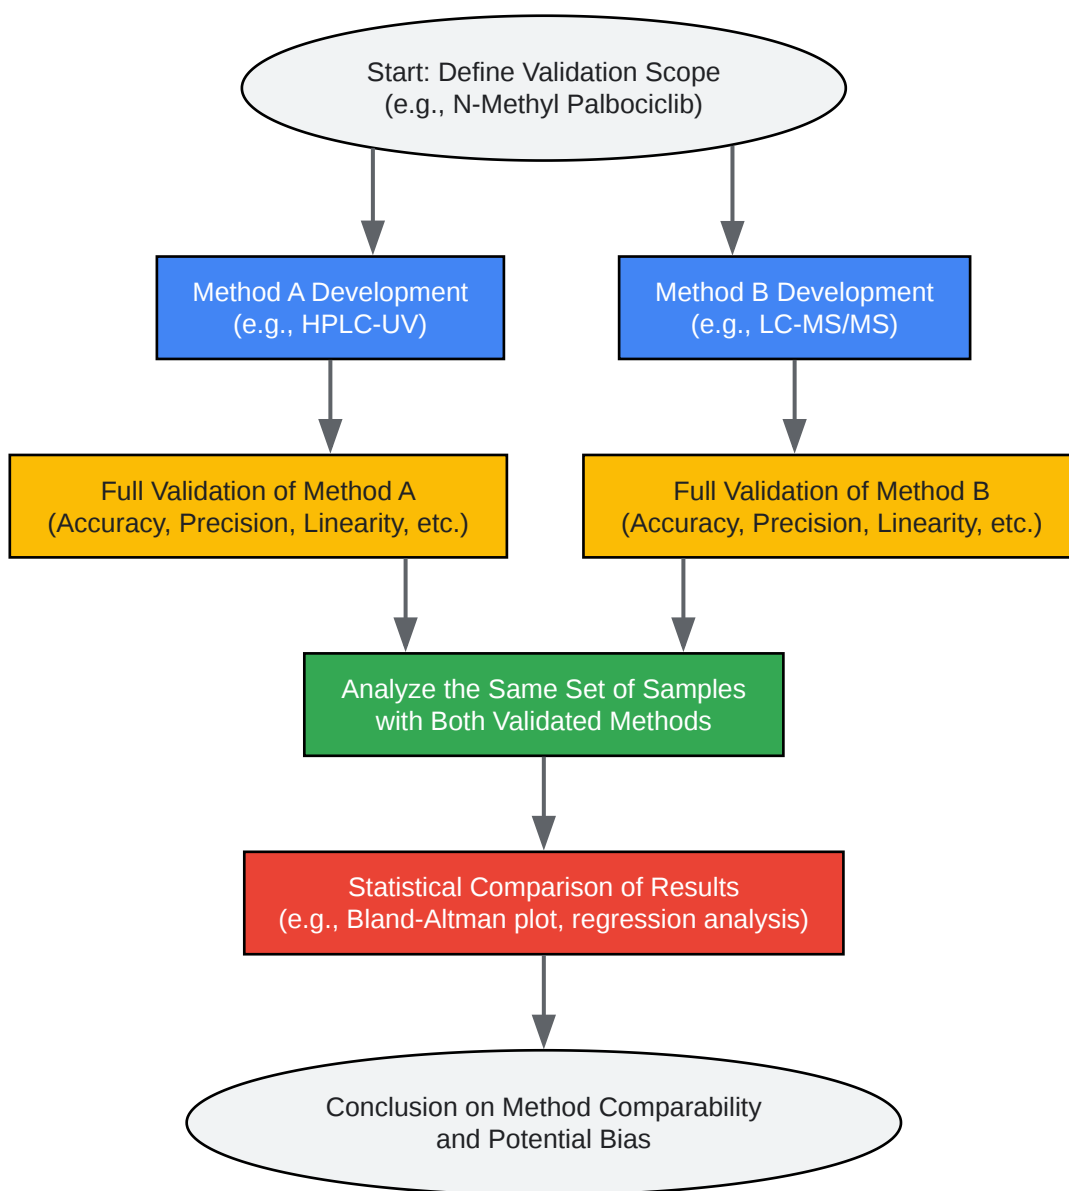 Start: Define Validation Scope
(e.g., N-Methyl Palbociclib)
Method A Development
(e.g., HPLC-UV)
Method B Development
(e.g., LC-MS/MS)
Full Validation of Method A
(Accuracy, Precision, Linearity, etc.)
Full Validation of Method B
(Accuracy, Precision, Linearity, etc.)
Analyze the Same Set of Samples
with Both Validated Methods
Statistical Comparison of Results
(e.g., Bland-Altman plot, regression analysis)
Conclusion on Method Comparability
and Potential Bias